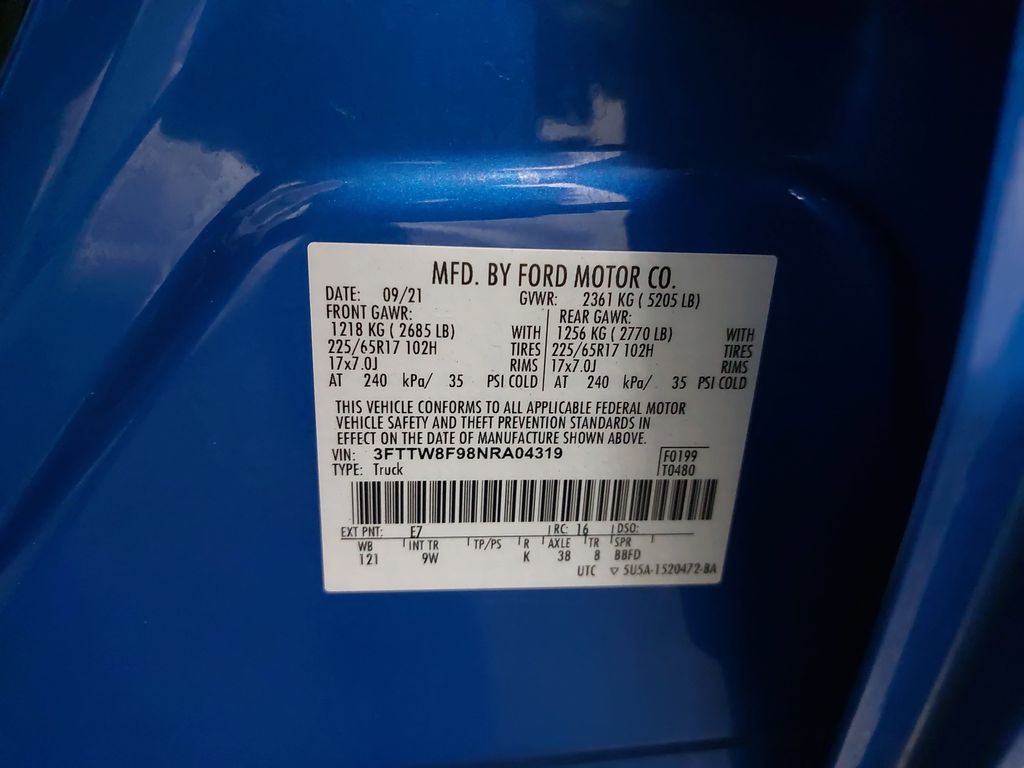 MFD. BY FORD MOTOR CO.
DATE: 09/21 GVWR: 2361 KG ( 5205 LB)
FRONT GAWR: REAR GAWR:
1218 KG ( 2685 LB) WITH 1256 KG ( 2770 LB) WITH
225/65R17 102H TIRES 225/65R17 102H TIRES
17x7.0J RIMS 17x7.0J RIMS
AT 240 kPa/ 35 PSI COLD AT 240 kPa/ 35 PSI COLD
THIS VEHICLE CONFORMS TO ALL APPLICABLE FEDERAL MOTOR
VEHICLE SAFETY AND THEFT PREVENTION STANDARDS IN
EFFECT ON THE DATE OF MANUFACTURE SHOWN ABOVE.
VIN: 3FTTW8F98NRA04319 F0199
TYPE: Truck T0480
EXT PNT: E7 RC: 16 DSO:
WB INT TR TP/PS R AXLE TR SPR
121 9W K 38 8 BBFD
UTC ▽ 5U5A-1520472-BA